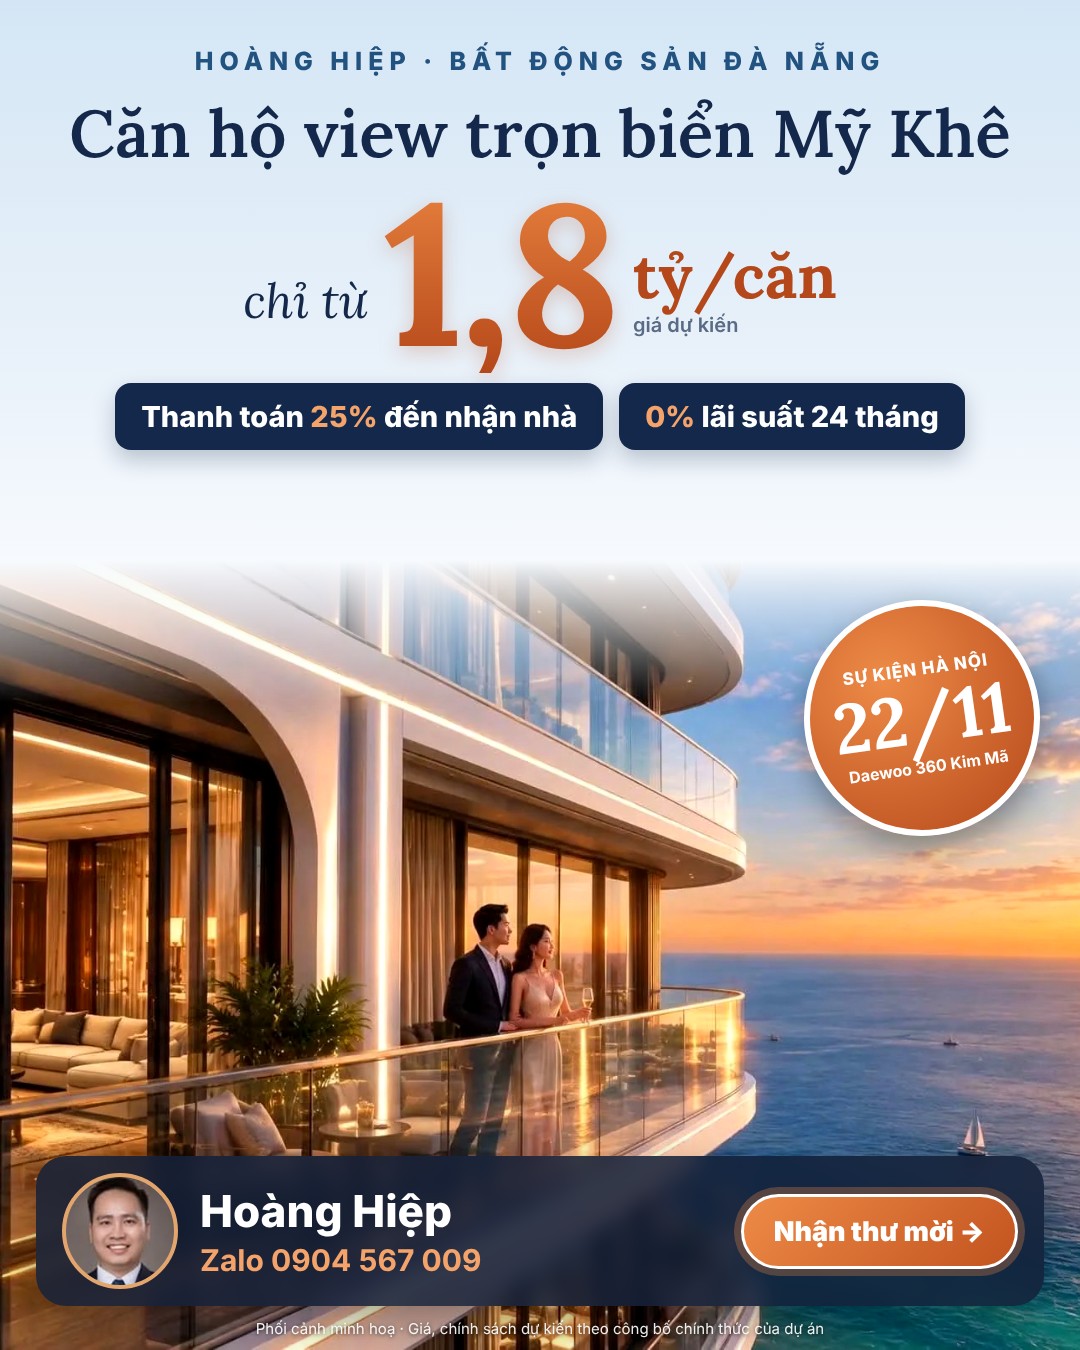 HOÀNG HIỆP · BẤT ĐỘNG SẢN ĐÀ NẴNG
Căn hộ view trọn biển Mỹ Khê
chỉ từ 1,8 tỷ/căn
giá dự kiến
Thanh toán 25% đến nhận nhà
0% lãi suất 24 tháng
SỰ KIỆN HÀ NỘI
22/11
Daewoo 360 Kim Mã
Hoàng Hiệp
Zalo 0904 567 009
Nhận thư mời →
Phối cảnh minh hoạ · Giá, chính sách dự kiến theo công bố chính thức của dự án